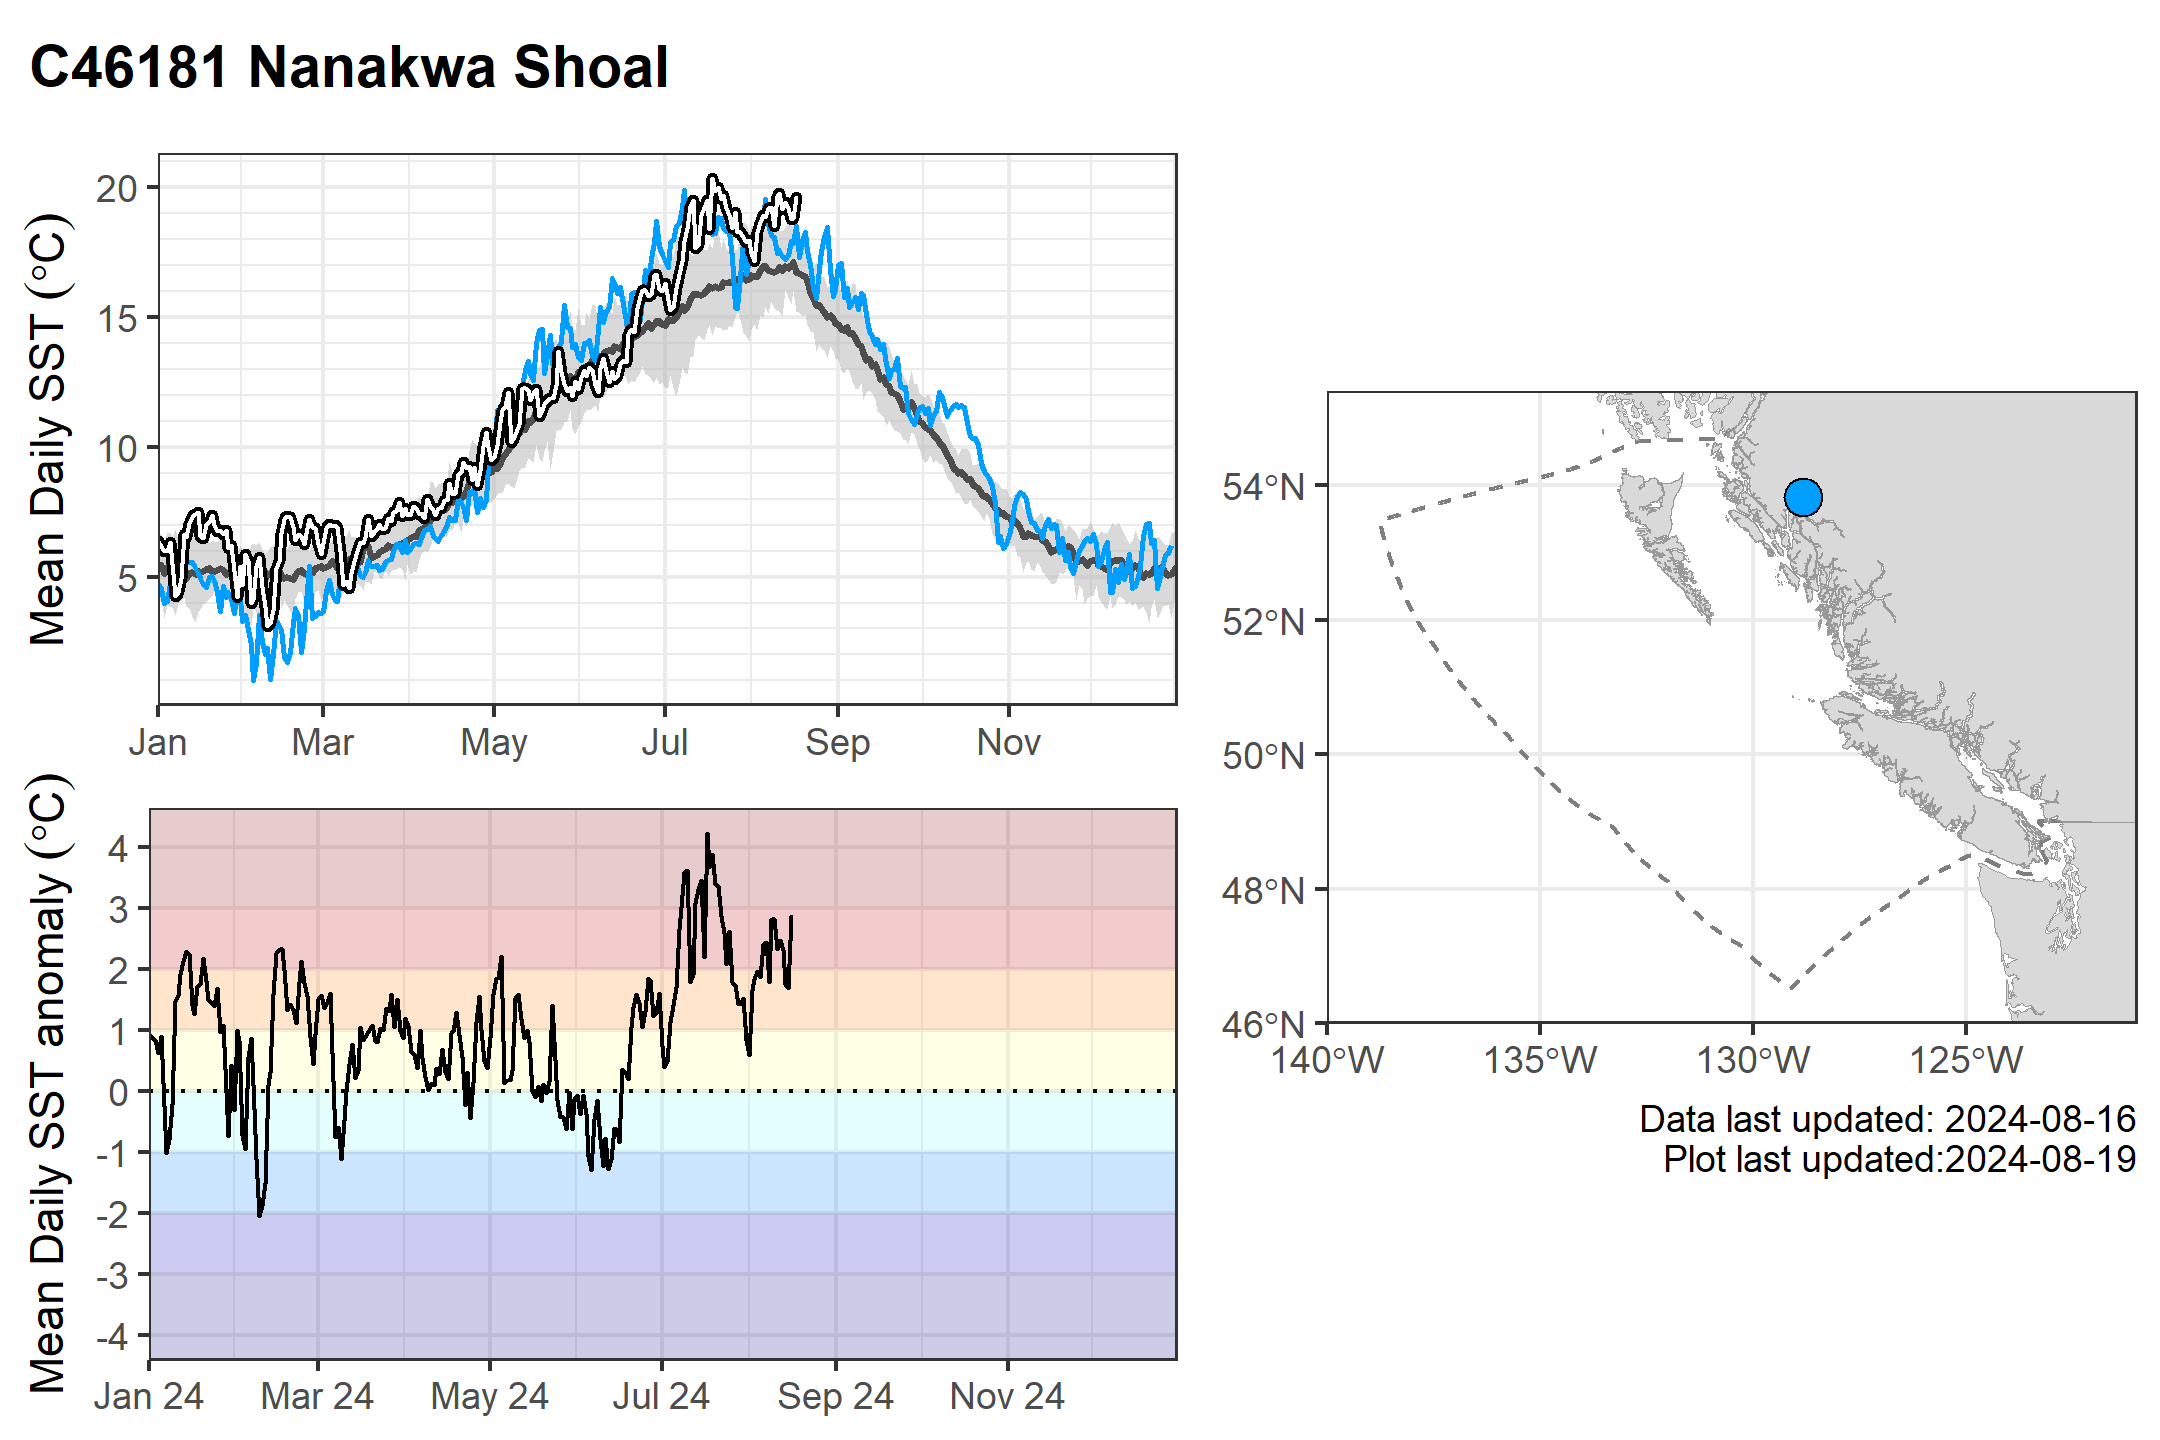 C46181 Nanakwa Shoal
Mean Daily SST (°C)
20
15
10
5
Jan Mar May Jul Sep Nov
Mean Daily SST anomaly (°C)
4
3
2
1
0
-1
-2
-3
-4
Jan 24 Mar 24 May 24 Jul 24 Sep 24 Nov 24
54°N
52°N
50°N
48°N
46°N
140°W 135°W 130°W 125°W
Data last updated: 2024-08-16
Plot last updated:2024-08-19